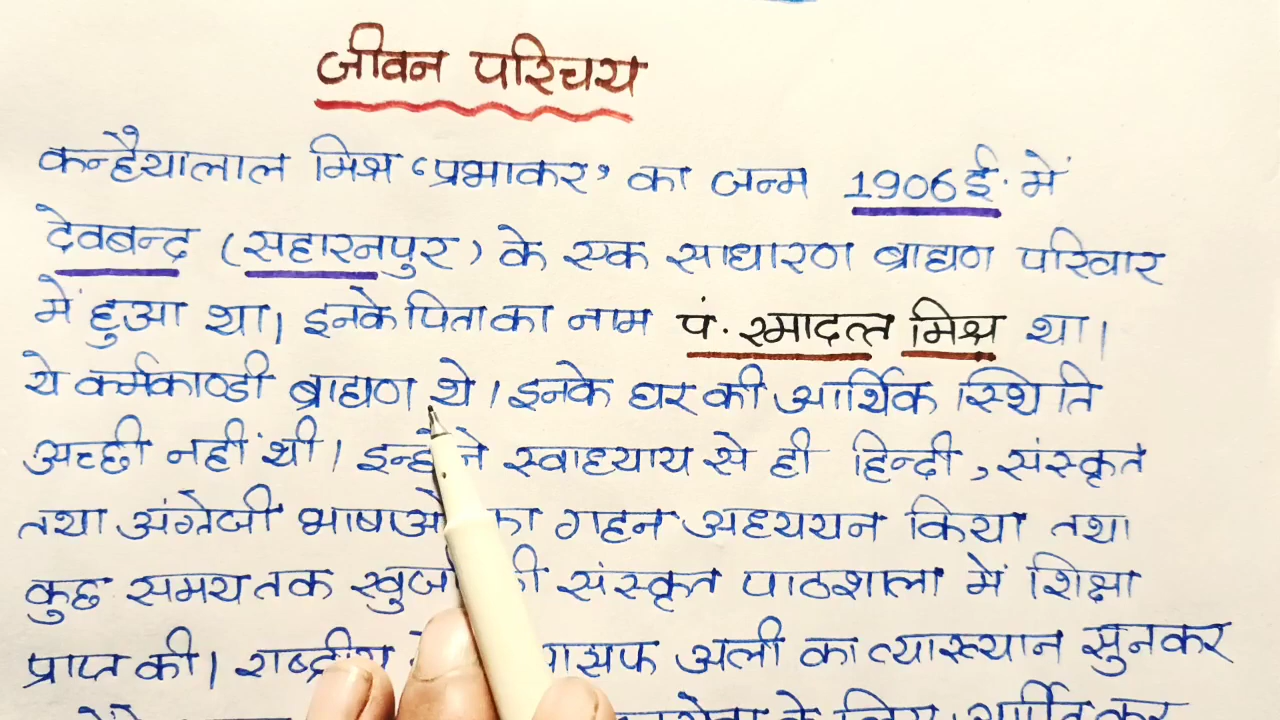 जीवन परिचय
कन्हैयालाल मिश्र ‘प्रभाकर’ का जन्म 1906 ई. में
देवबन्द (सहारनपुर) के एक साधारण ब्राह्मण परिवार
में हुआ था। इनके पिता का नाम पं. रमादत्त मिश्र था।
ये कर्मकाण्डी ब्राह्मण थे। इनके घर की आर्थिक स्थिति
अच्छी नहीं थी। इन्होंने स्वाध्याय से ही हिन्दी, संस्कृत
तथा अंग्रेजी भाषाओं का गहन अध्ययन किया तथा
कुछ समय तक की संस्कृत पाठशाला में शिक्षा
प्राप्त की। राष्ट्रीय अली का व्याख्यान सुनकर
के लिए